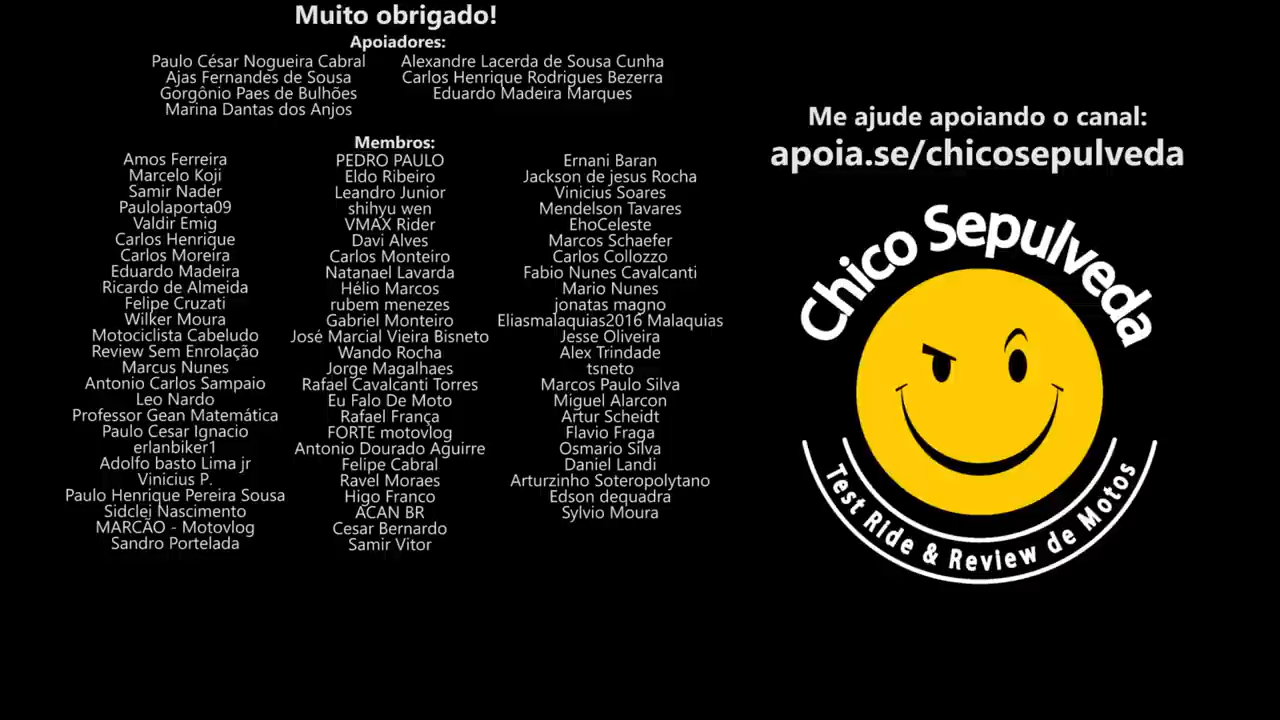 Muito obrigado!
Apoiadores:
Paulo César Nogueira Cabral
Ajas Fernandes de Sousa
Gorgônio Paes de Bulhões
Marina Dantas dos Anjos
Alexandre Lacerda de Sousa Cunha
Carlos Henrique Rodrigues Bezerra
Eduardo Madeira Marques
Membros:
Amos Ferreira
Marcelo Koji
Samir Nader
Paulolaporta09
Valdir Emig
Carlos Henrique
Carlos Moreira
Eduardo Madeira
Ricardo de Almeida
Felipe Cruzati
Wilker Moura
Motociclista Cabeludo
Review Sem Enrolação
Marcus Nunes
Antonio Carlos Sampaio
Leo Nardo
Professor Gean Matemática
Paulo Cesar Ignacio
erlanbiker1
Adolfo basto Lima jr
Vinicius P.
Paulo Henrique Pereira Sousa
Sidclei Nascimento
MARCÃO - Motovlog
Sandro Portelada
PEDRO PAULO
Eldo Ribeiro
Leandro Junior
shihyu wen
VMAX Rider
Davi Alves
Carlos Monteiro
Natanael Lavarda
Hélio Marcos
rubem menezes
Gabriel Monteiro
José Marcial Vieira Bisneto
Wando Rocha
Jorge Magalhaes
Rafael Cavalcanti Torres
Eu Falo De Moto
Rafael França
FORTE motovlog
Antonio Dourado Aguirre
Felipe Cabral
Ravel Moraes
Higo Franco
ACAN BR
Cesar Bernardo
Samir Vitor
Ernani Baran
Jackson de jesus Rocha
Vinicius Soares
Mendelson Tavares
EhoCeleste
Marcos Schaefer
Carlos Collozzo
Fabio Nunes Cavalcanti
Mario Nunes
jonatas magno
Eliasmalaquias2016 Malaquias
Jesse Oliveira
Alex Trindade
tsneto
Marcos Paulo Silva
Miguel Alarcon
Artur Scheidt
Flavio Fraga
Osmario Silva
Daniel Landi
Arturzinho Soteropolytano
Edson dequadra
Sylvio Moura
Me ajude apoiando o canal:
apoia.se/chicosepulveda
Chico Sepulveda
Test Ride & Review de Motos